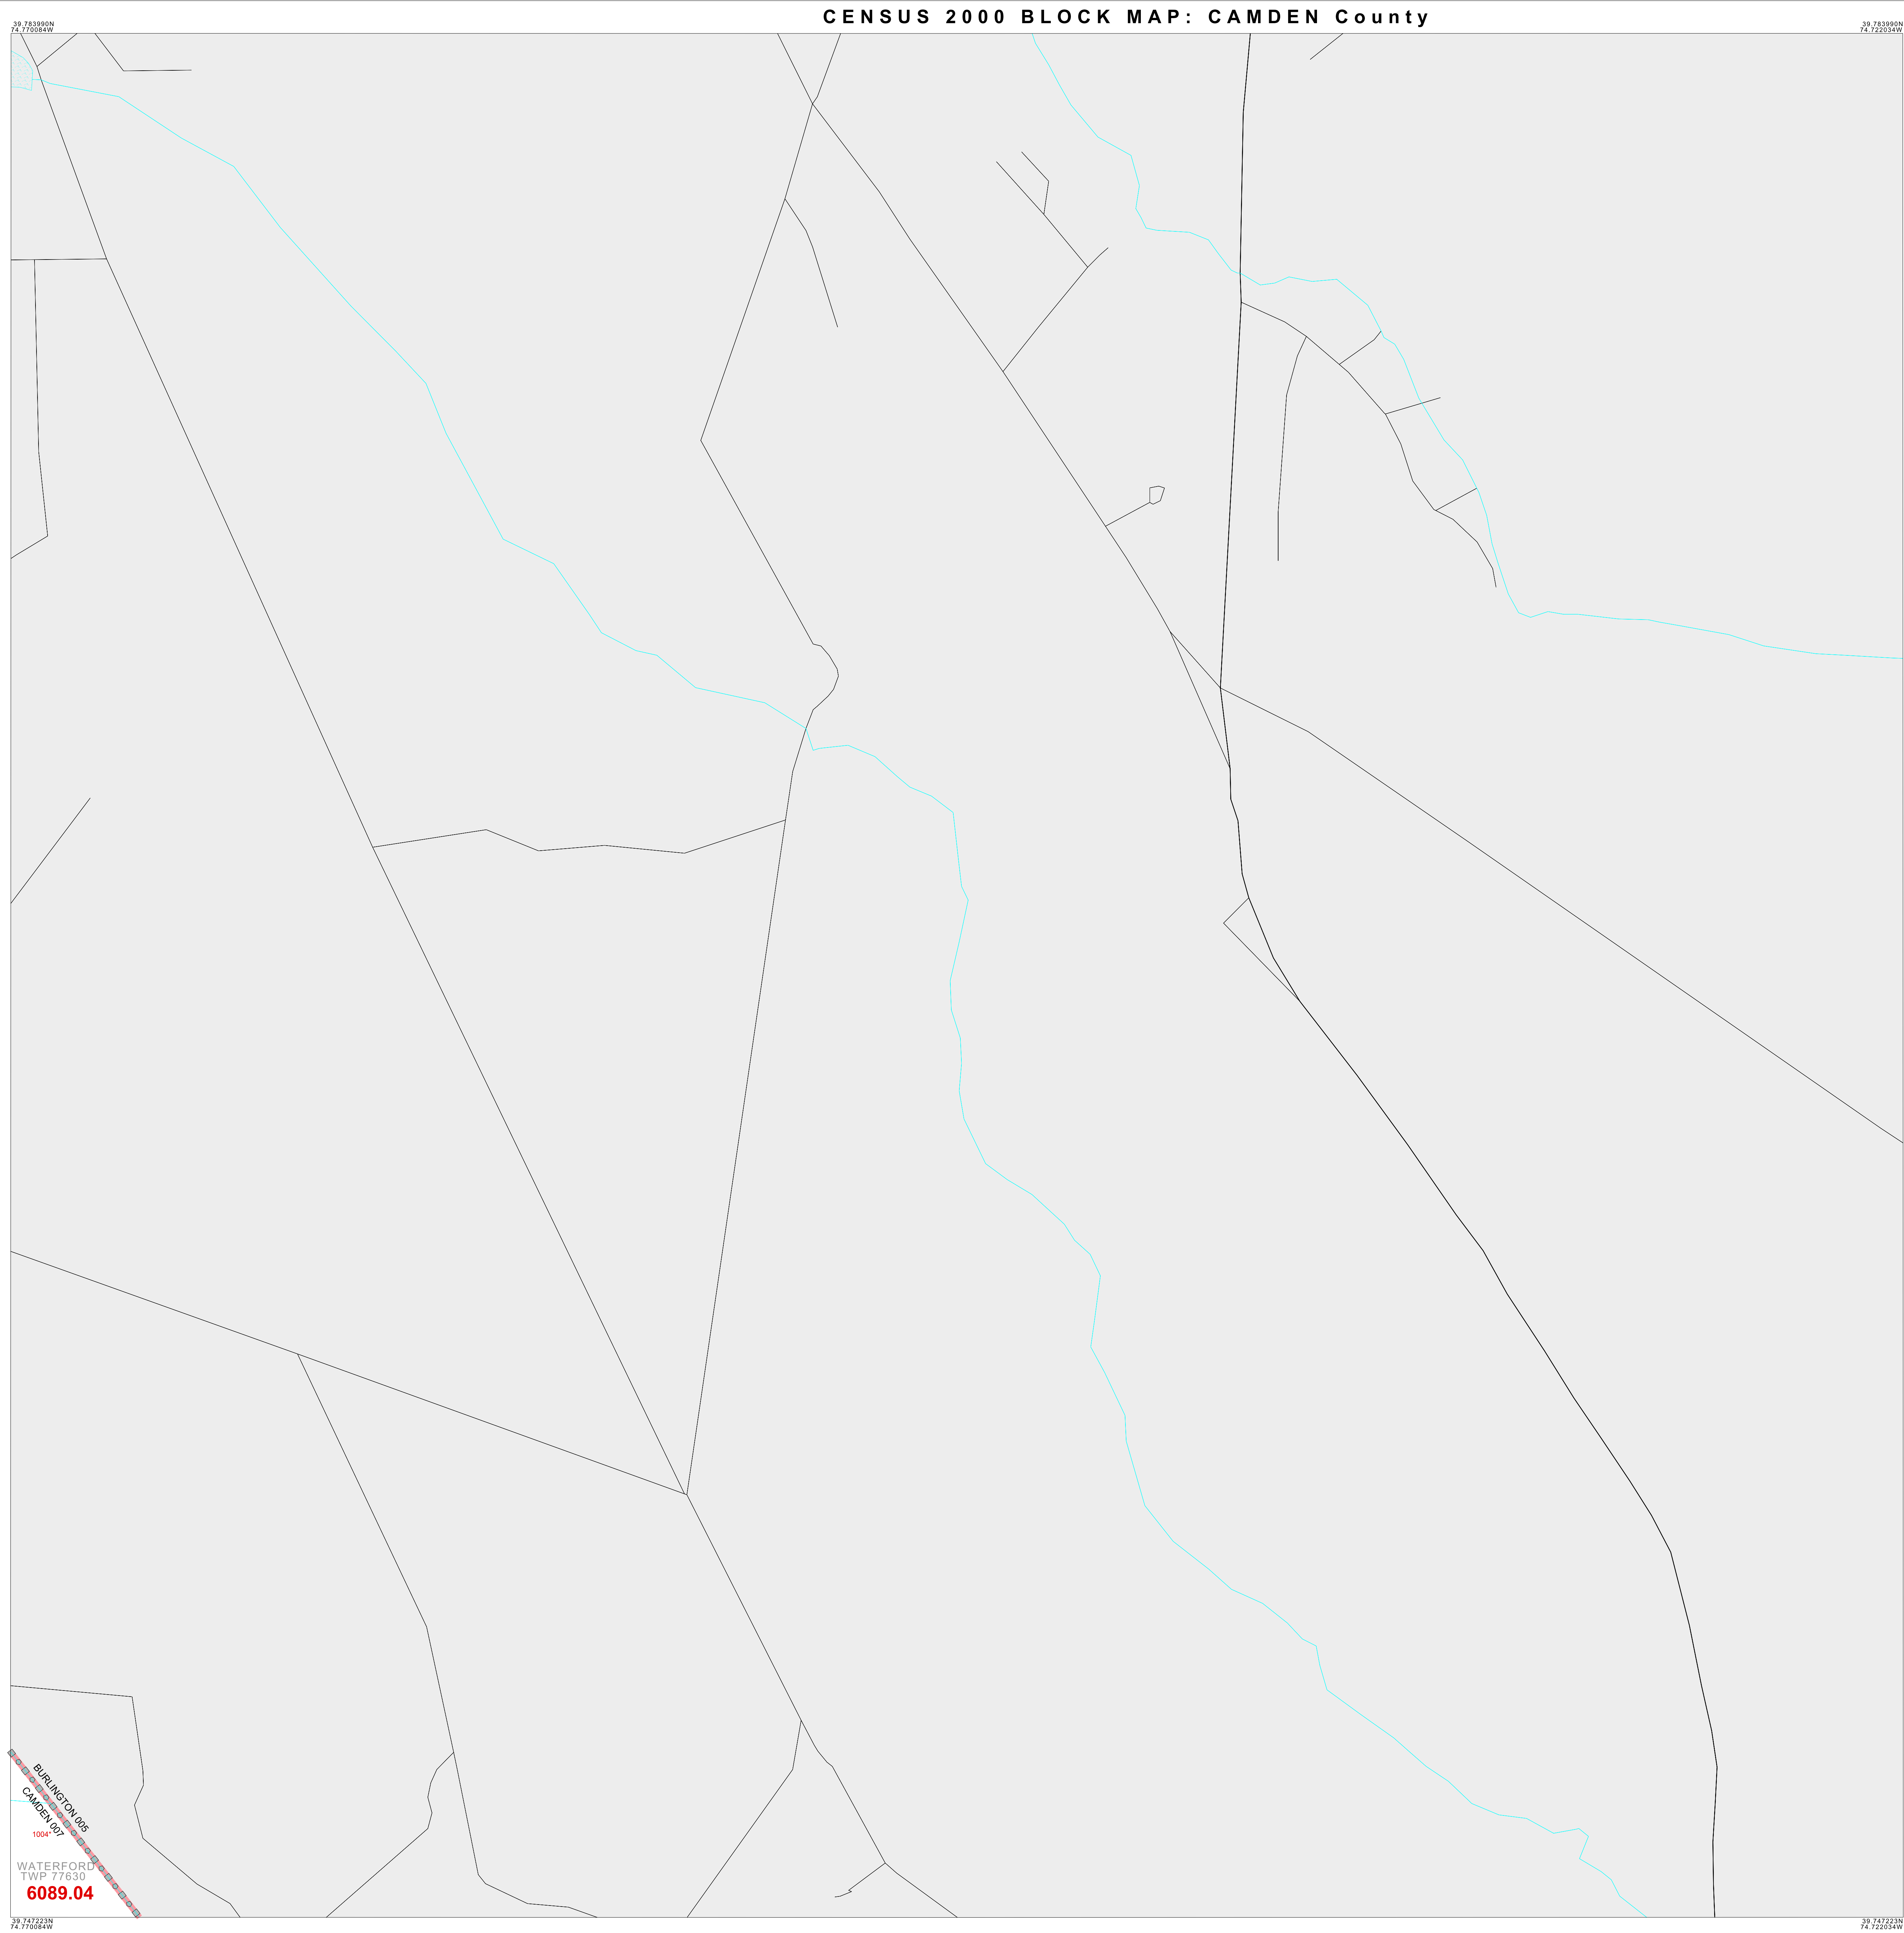 CENSUS 2000 BLOCK MAP: CAMDEN County
39.783990N
74.770084W
39.783990N
74.722034W
BURLINGTON 005
CAMDEN 007
1004*
WATERFORD
TWP 77630
6089.04
39.747223N
74.770084W
39.747223N
74.722034W